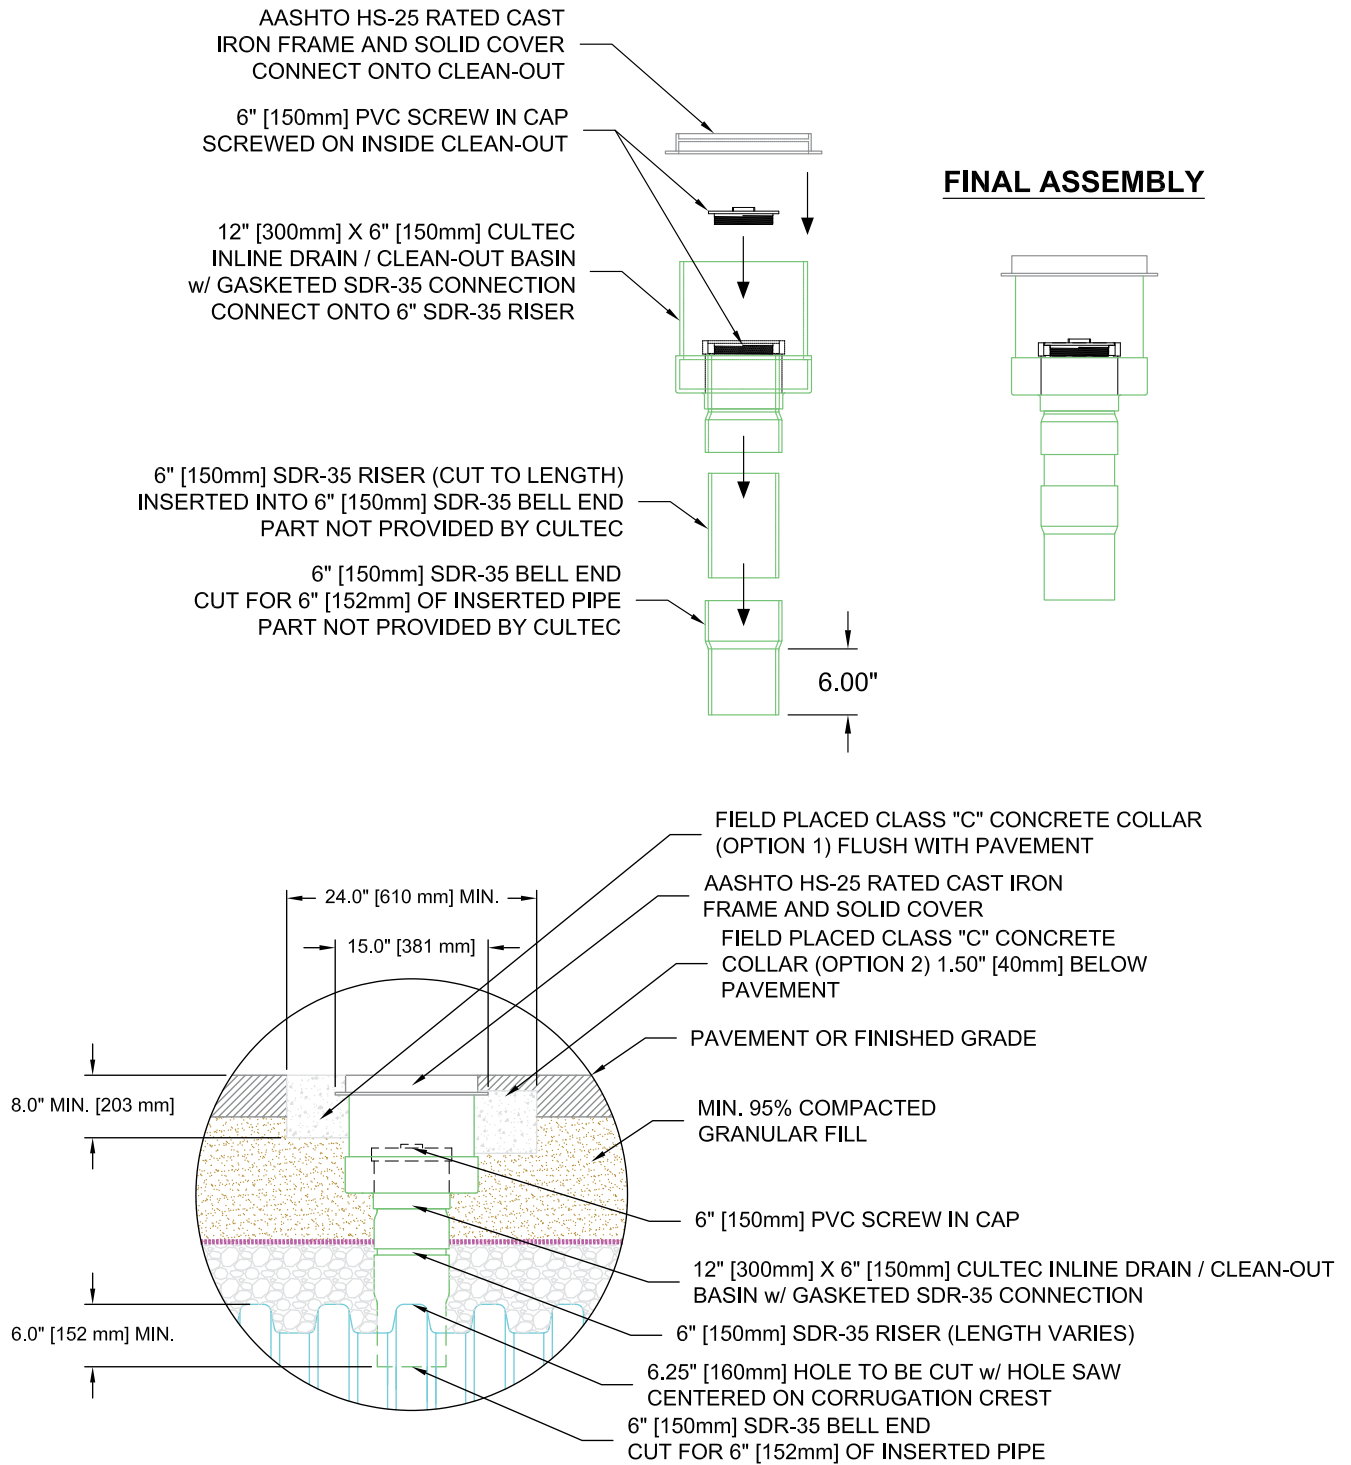 AASHTO HS-25 RATED CAST
IRON FRAME AND SOLID COVER
CONNECT ONTO CLEAN-OUT
6" [150mm] PVC SCREW IN CAP
SCREWED ON INSIDE CLEAN-OUT
FINAL ASSEMBLY
12" [300mm] X 6" [150mm] CULTEC
INLINE DRAIN / CLEAN-OUT BASIN
w/ GASKETED SDR-35 CONNECTION
CONNECT ONTO 6" SDR-35 RISER
6" [150mm] SDR-35 RISER (CUT TO LENGTH)
INSERTED INTO 6" [150mm] SDR-35 BELL END
PART NOT PROVIDED BY CULTEC
6" [150mm] SDR-35 BELL END
CUT FOR 6" [152mm] OF INSERTED PIPE
PART NOT PROVIDED BY CULTEC
6.00"
FIELD PLACED CLASS "C" CONCRETE COLLAR
(OPTION 1) FLUSH WITH PAVEMENT
24.0" [610 mm] MIN.
AASHTO HS-25 RATED CAST IRON
FRAME AND SOLID COVER
15.0" [381 mm]
FIELD PLACED CLASS "C" CONCRETE
COLLAR (OPTION 2) 1.50" [40mm] BELOW
PAVEMENT
PAVEMENT OR FINISHED GRADE
8.0" MIN. [203 mm]
MIN. 95% COMPACTED
GRANULAR FILL
6" [150mm] PVC SCREW IN CAP
12" [300mm] X 6" [150mm] CULTEC INLINE DRAIN / CLEAN-OUT
BASIN w/ GASKETED SDR-35 CONNECTION
6.0" [152 mm] MIN.
6" [150mm] SDR-35 RISER (LENGTH VARIES)
6.25" [160mm] HOLE TO BE CUT w/ HOLE SAW
CENTERED ON CORRUGATION CREST
6" [150mm] SDR-35 BELL END
CUT FOR 6" [152mm] OF INSERTED PIPE